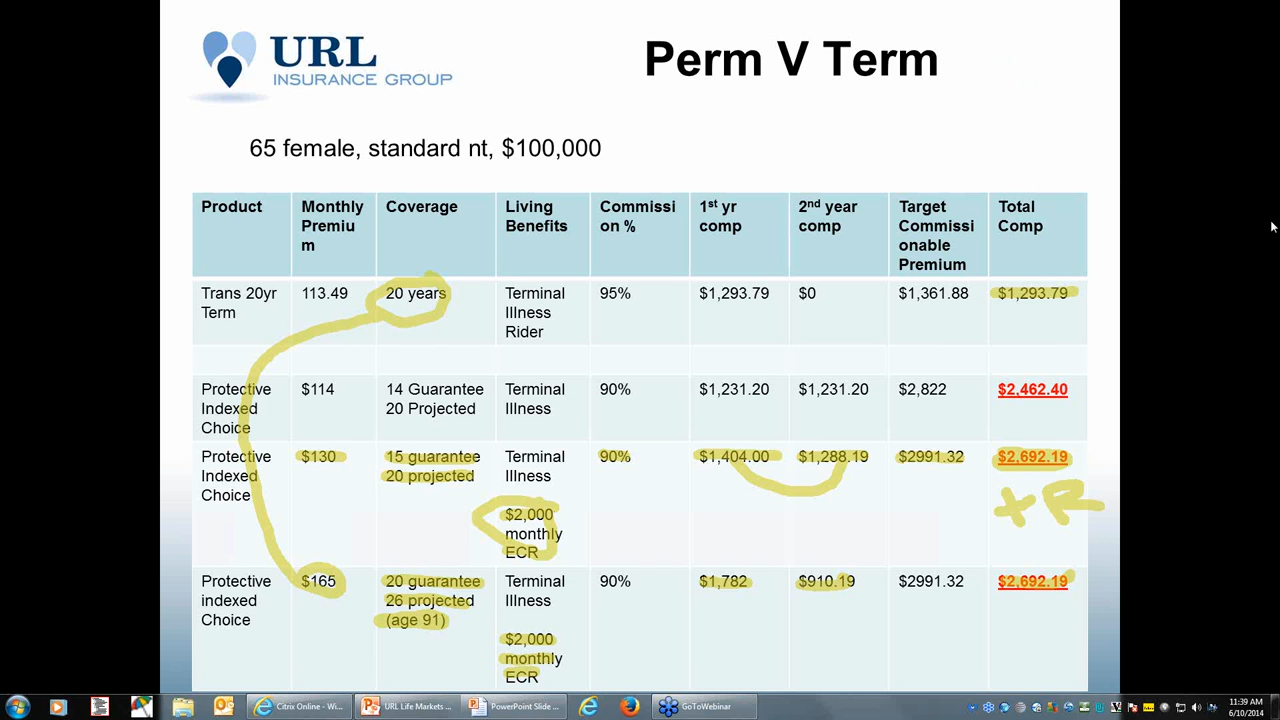 URL
INSURANCE GROUP
Perm V Term
65 female, standard nt, $100,000
Product
Monthly
Premiu
m
Coverage
Living
Benefits
Commissi
on %
1st yr
comp
2nd year
comp
Target
Commissi
onable
Premium
Total
Comp
Trans 20yr
Term
113.49
20 years
Terminal
Illness
Rider
95%
$1,293.79
$0
$1,361.88
$1,293.79
Protective
Indexed
Choice
$114
14 Guarantee
20 Projected
Terminal
Illness
90%
$1,231.20
$1,231.20
$2,822
$2,462.40
Protective
Indexed
Choice
$130
15 guarantee
20 projected
Terminal
Illness
$2,000
monthly
ECR
90%
$1,404.00
$1,288.19
$2991.32
$2,692.19
+ R
Protective
indexed
Choice
$165
20 guarantee
26 projected
(age 91)
Terminal
Illness
$2,000
monthly
ECR
90%
$1,782
$910.19
$2991.32
$2,692.19
Citrix Online - Wi...
URL Life Markets ...
PowerPoint Slide ...
GoToWebinar
11:39 AM
6/10/2014